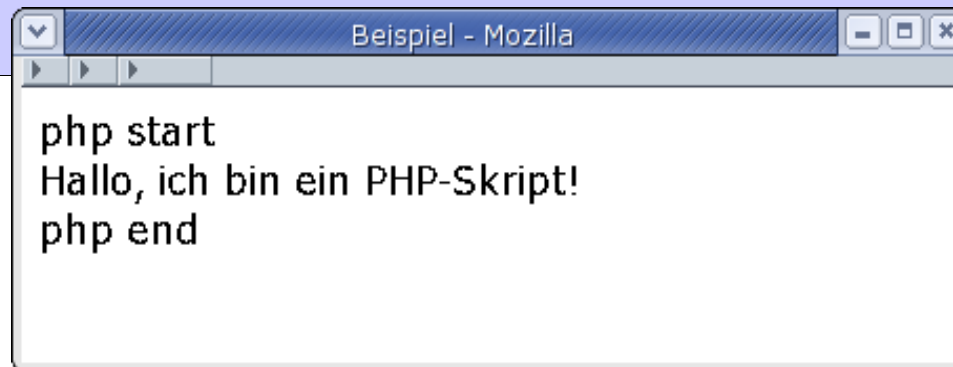 Beispiel - Mozilla
php start
Hallo, ich bin ein PHP-Skript!
php end